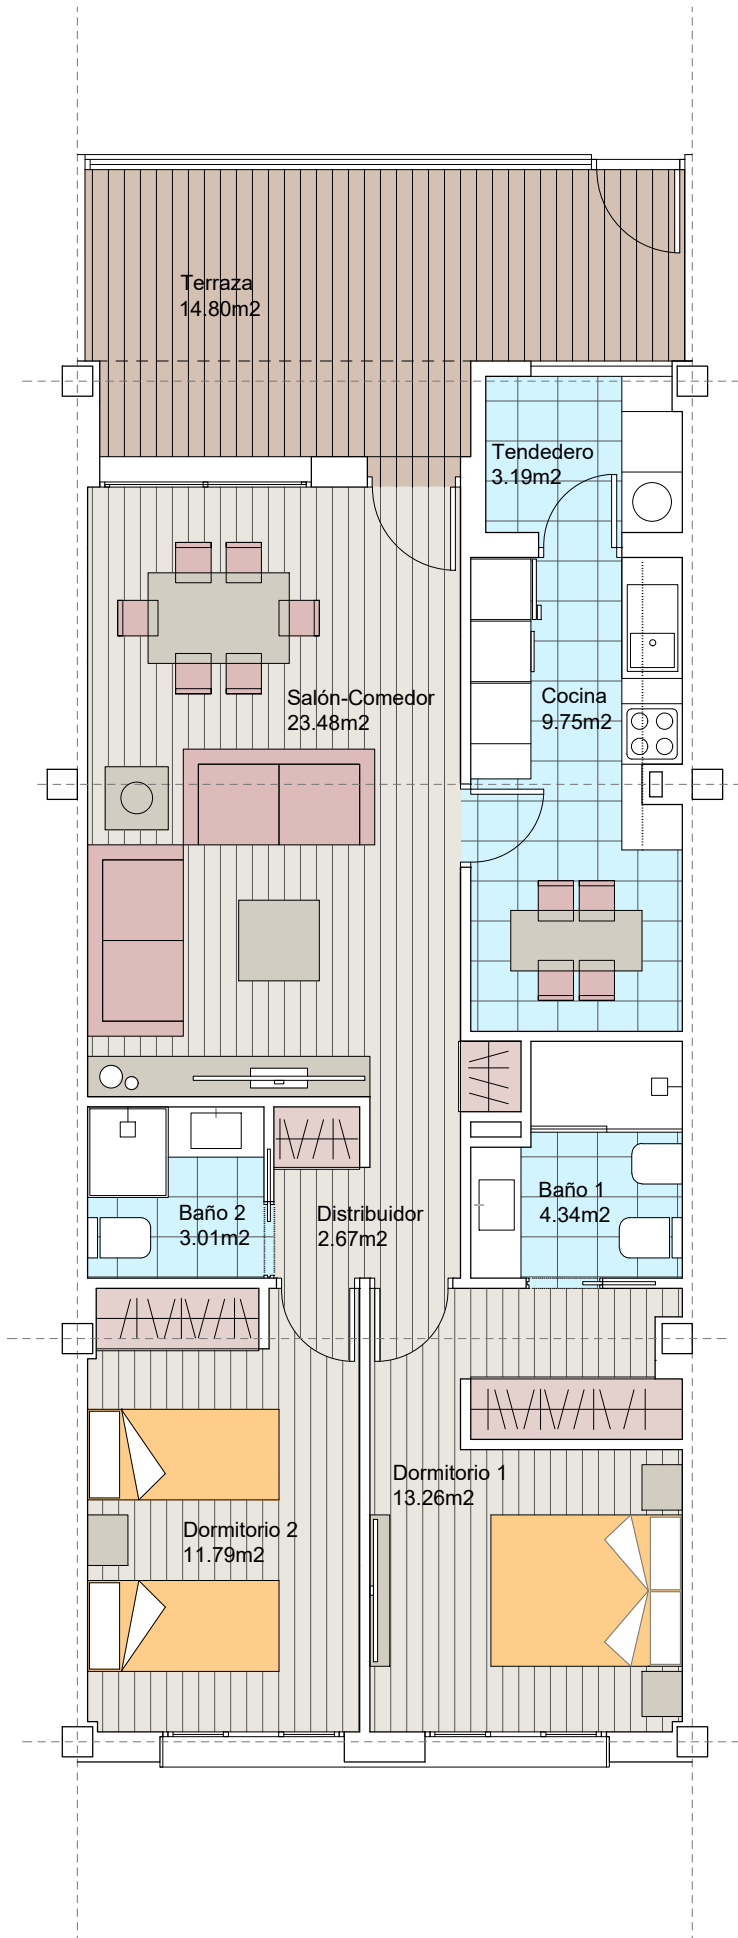 Terraza
14.80m2
Tendedero
3.19m2
Salón-Comedor
23.48m2
Cocina
9.75m2
Baño 1
4.34m2
Baño 2
3.01m2
Distribuidor
2.67m2
Dormitorio 1
13.26m2
Dormitorio 2
11.79m2